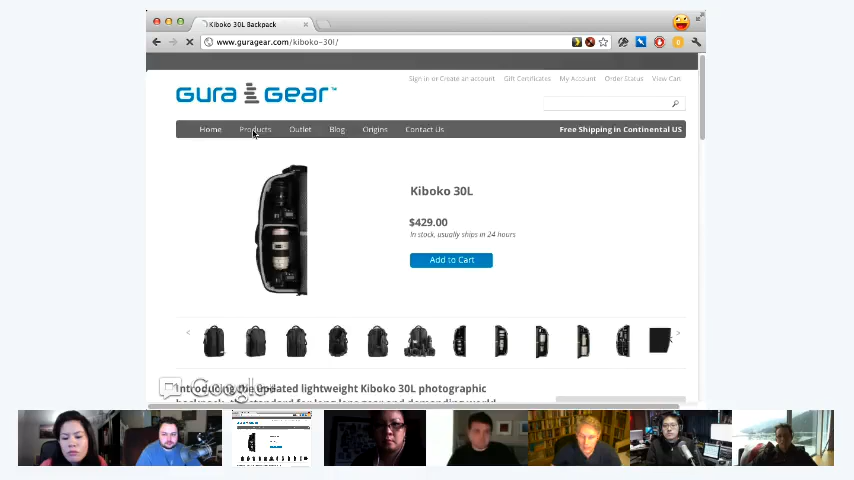 Kiboko 30L Backpack
www.guragear.com/kiboko-30l/
Sign in or Create an account Gift Certificates My Account Order Status View Cart
GURA GEAR™
Home Products Outlet Blog Origins Contact Us Free Shipping in Continental US
Kiboko 30L
$429.00
In stock, usually ships in 24 hours
Add to Cart
< >
Google
Introducing the updated lightweight Kiboko 30L photographic